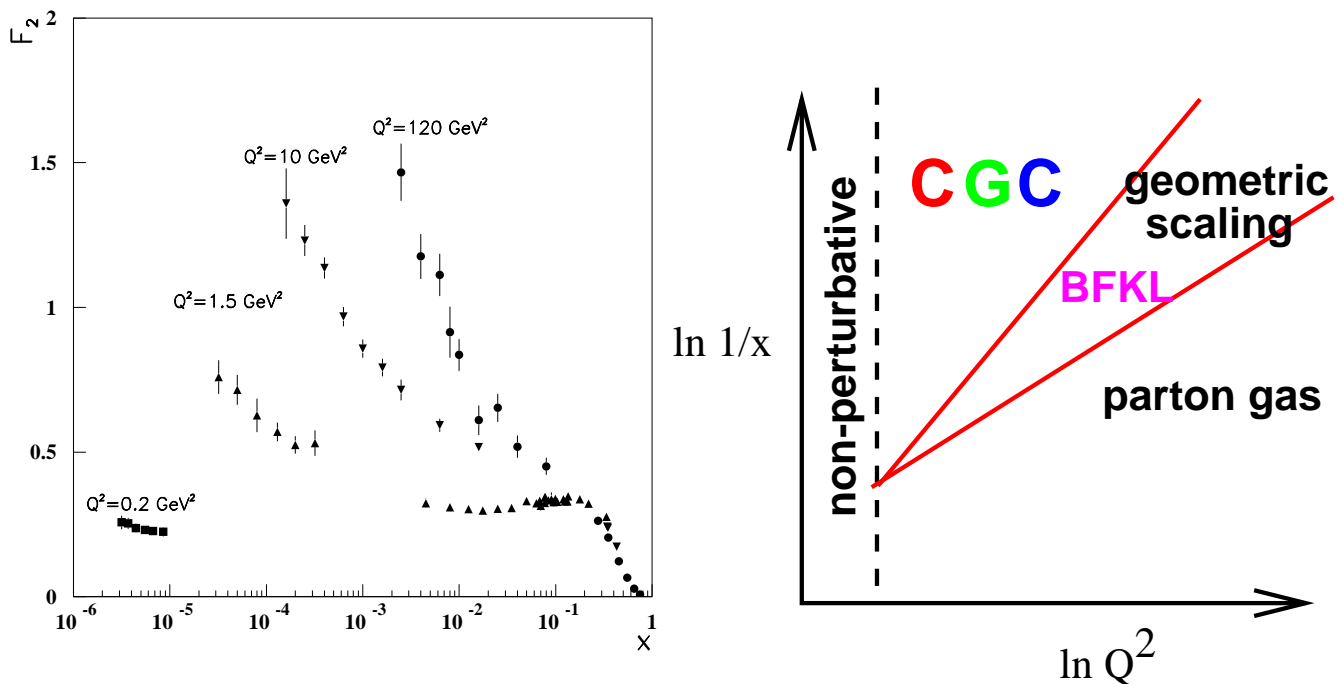 F₂
2
1.5
1
0.5
0
Q²=120 GeV²
Q²=10 GeV²
Q²=1.5 GeV²
Q²=0.2 GeV²
10⁻⁶ 10⁻⁵ 10⁻⁴ 10⁻³ 10⁻² 10⁻¹ 1
x
ln 1/x
non-perturbative
CGC
geometric
scaling
BFKL
parton gas
ln Q²